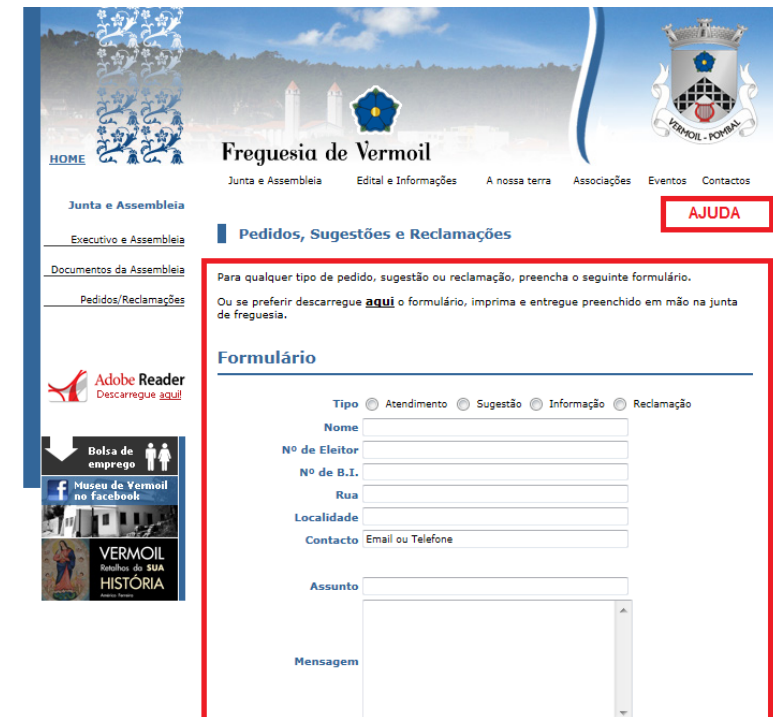 VERMOIL - POMBAL
HOME
Freguesia de Vermoil
Junta e Assembleia Edital e Informações A nossa terra Associações Eventos Contactos
AJUDA
Junta e Assembleia
Executivo e Assembleia
Documentos da Assembleia
Pedidos/Reclamações
Adobe Reader
Descarregue aqui!
Bolsa de
emprego
Museu de Vermoil
no facebook
VERMOIL
Retalhos da SUA
HISTÓRIA
Américo Ferreira
Pedidos, Sugestões e Reclamações
Para qualquer tipo de pedido, sugestão ou reclamação, preencha o seguinte formulário.
Ou se preferir descarregue aqui o formulário, imprima e entregue preenchido em mão na junta
de freguesia.
Formulário
Tipo Atendimento Sugestão Informação Reclamação
Nome
Nº de Eleitor
Nº de B.I.
Rua
Localidade
Contacto Email ou Telefone
Assunto
Mensagem